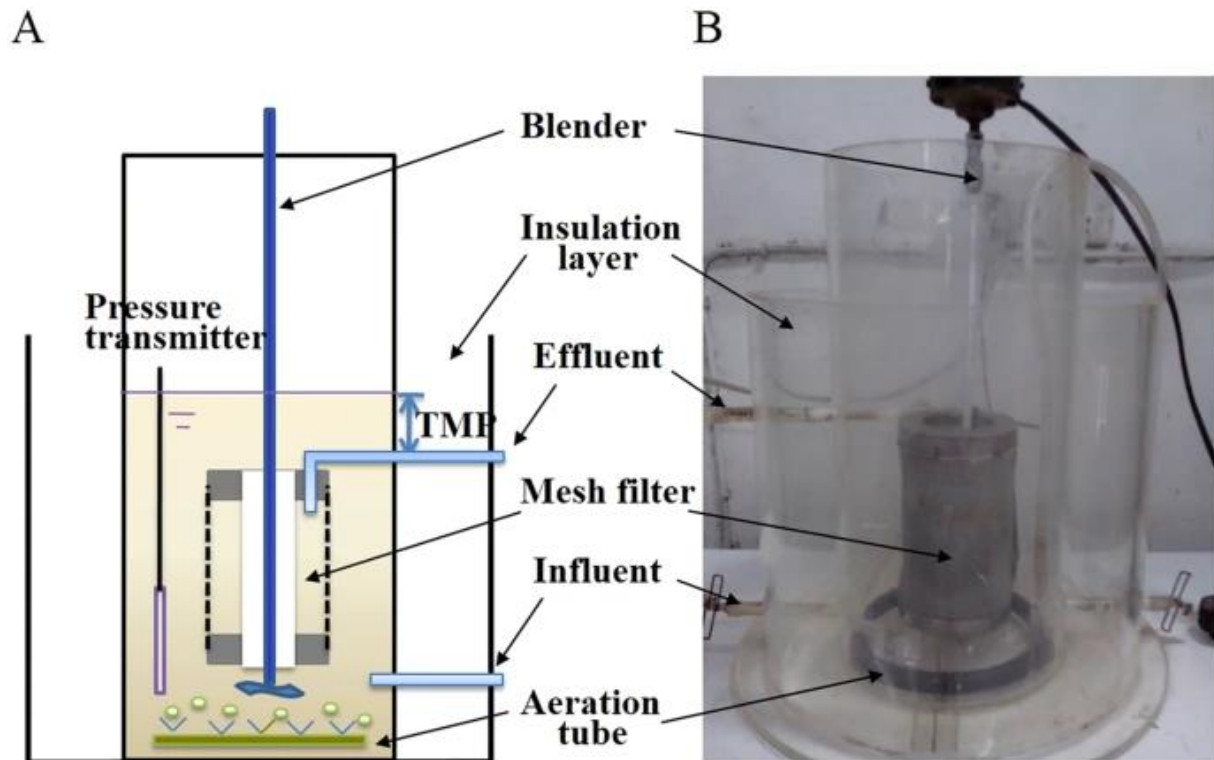 A
B
Blender
Insulation
layer
Pressure
transmitter
Effluent
TMP
Mesh filter
Influent
Aeration
tube